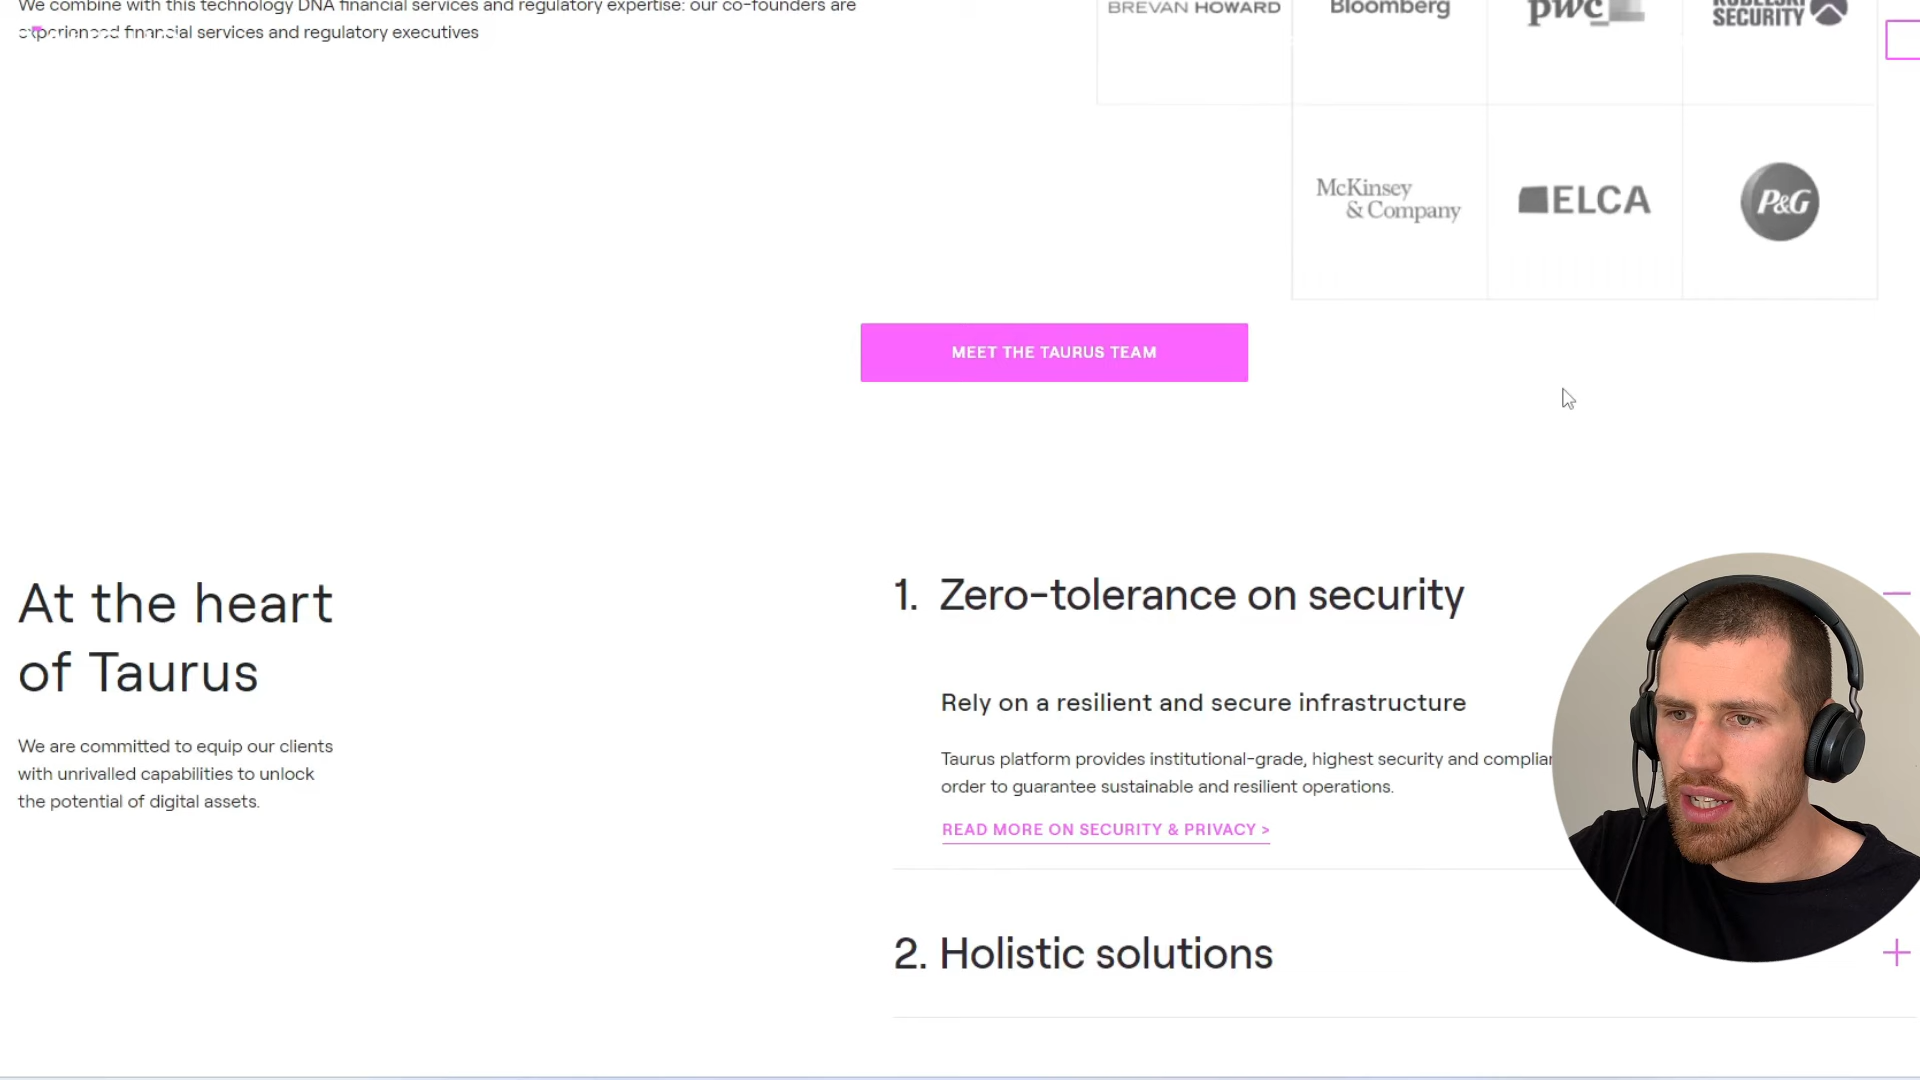 We combine with this technology DNA financial services and regulatory expertise: our co-founders are
experienced financial services and regulatory executives
BREVAN HOWARD
Bloomberg
pwc
KUDELSKI
SECURITY
McKinsey
& Company
ELCA
P&G
MEET THE TAURUS TEAM
At the heart
of Taurus
We are committed to equip our clients
with unrivalled capabilities to unlock
the potential of digital assets.
1. Zero-tolerance on security
Rely on a resilient and secure infrastructure
Taurus platform provides institutional-grade, highest security and
order to guarantee sustainable and resilient operations.
READ MORE ON SECURITY & PRIVACY >
2. Holistic solutions